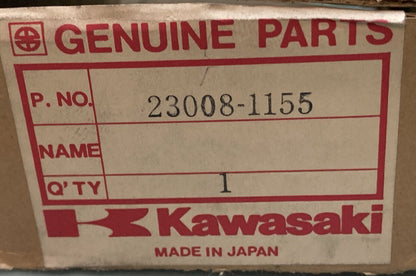 GENUINE PARTS
P. NO. 23008-1155
NAME
Q'TY 1
Kawasaki
MADE IN JAPAN